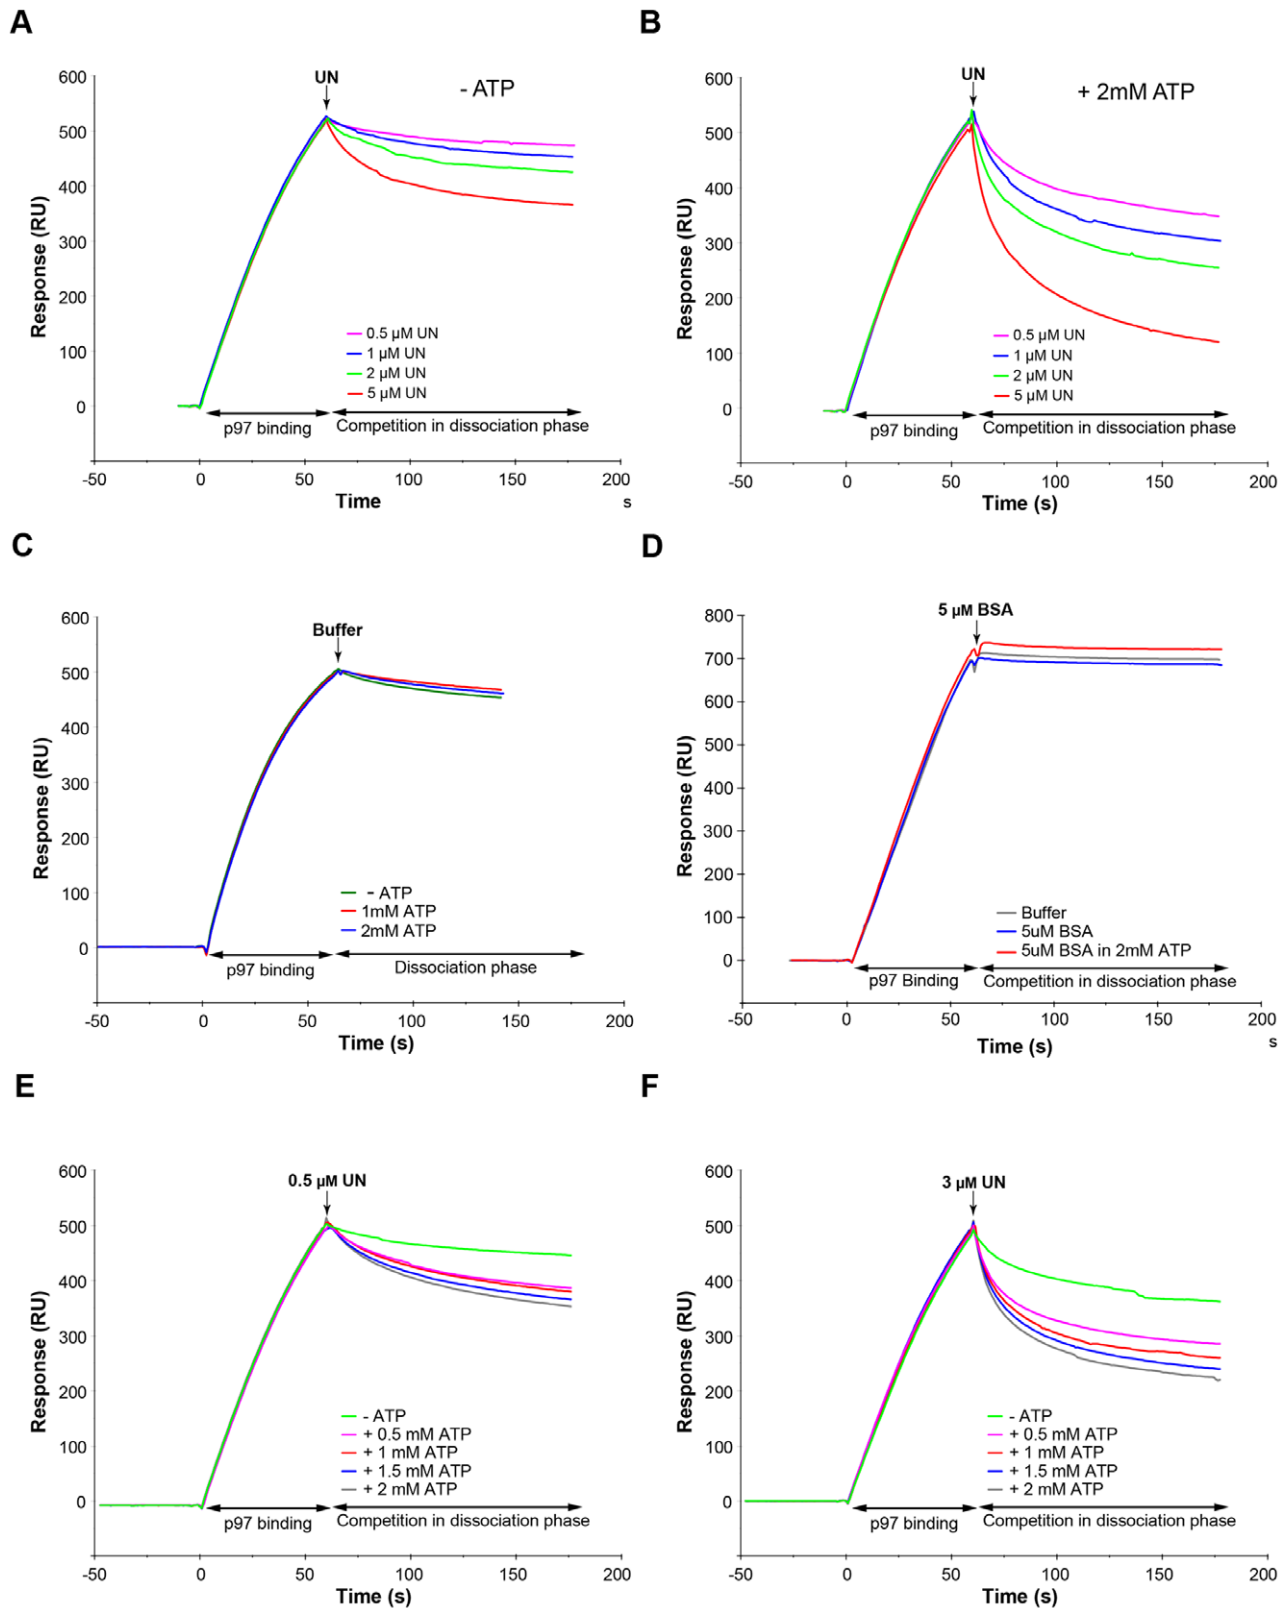 A
600
500
400
300
200
100
0
Response (RU)
UN
- ATP
0.5 µM UN
1 µM UN
2 µM UN
5 µM UN
p97 binding
Competition in dissociation phase
-50
0
50
100
150
200
Time
s
B
600
500
400
300
200
100
0
Response (RU)
UN
+ 2mM ATP
0.5 µM UN
1 µM UN
2 µM UN
5 µM UN
p97 binding
Competition in dissociation phase
-50
0
50
100
150
200
Time (s)
C
600
500
400
300
200
100
0
Response (RU)
Buffer
- ATP
1mM ATP
2mM ATP
p97 binding
Dissociation phase
-50
0
50
100
150
200
Time (s)
D
800
700
600
500
400
300
200
100
0
Response (RU)
5 µM BSA
Buffer
5uM BSA
5uM BSA in 2mM ATP
p97 Binding
Competition in dissociation phase
-50
0
50
100
150
200
Time (s)
s
E
600
500
400
300
200
100
0
Response (RU)
0.5 µM UN
- ATP
+ 0.5 mM ATP
+ 1 mM ATP
+ 1.5 mM ATP
+ 2 mM ATP
p97 binding
Competition in dissociation phase
-50
0
50
100
150
200
Time (s)
F
600
500
400
300
200
100
0
Response (RU)
3 µM UN
- ATP
+ 0.5 mM ATP
+ 1 mM ATP
+ 1.5 mM ATP
+ 2 mM ATP
p97 binding
Competition in dissociation phase
-50
0
50
100
150
200
Time (s)